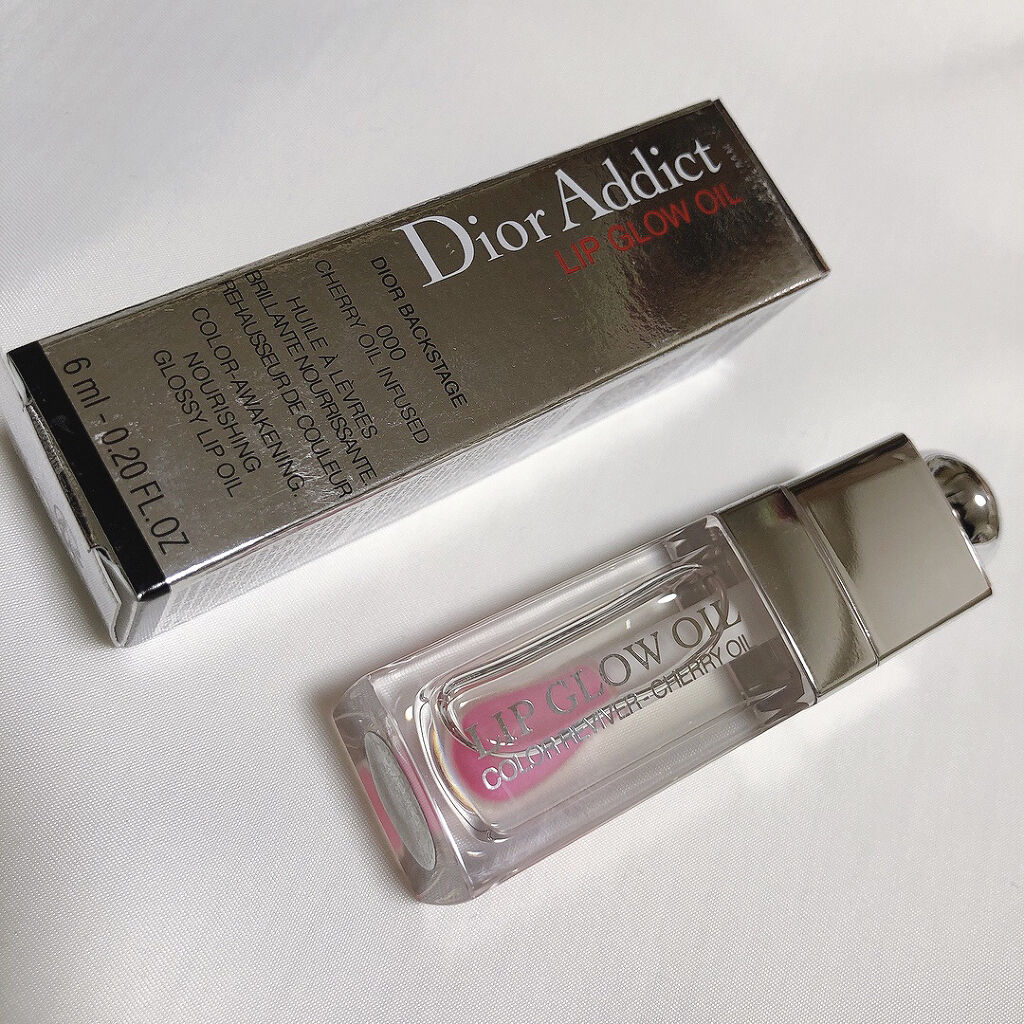 Dior Addict
LIP GLOW OIL
DIOR BACKSTAGE
000
CHERRY OIL INFUSED
HUILE À LÈVRES
BRILLANTE NOURRISSANTE,
REHAUSSEUR DE COULEUR
COLOR-AWAKENING,
NOURISHING
GLOSSY LIP OIL
6 ml - 0.20 FL.OZ
LIP GLOW OIL
COLOR REVIVER - CHERRY OIL